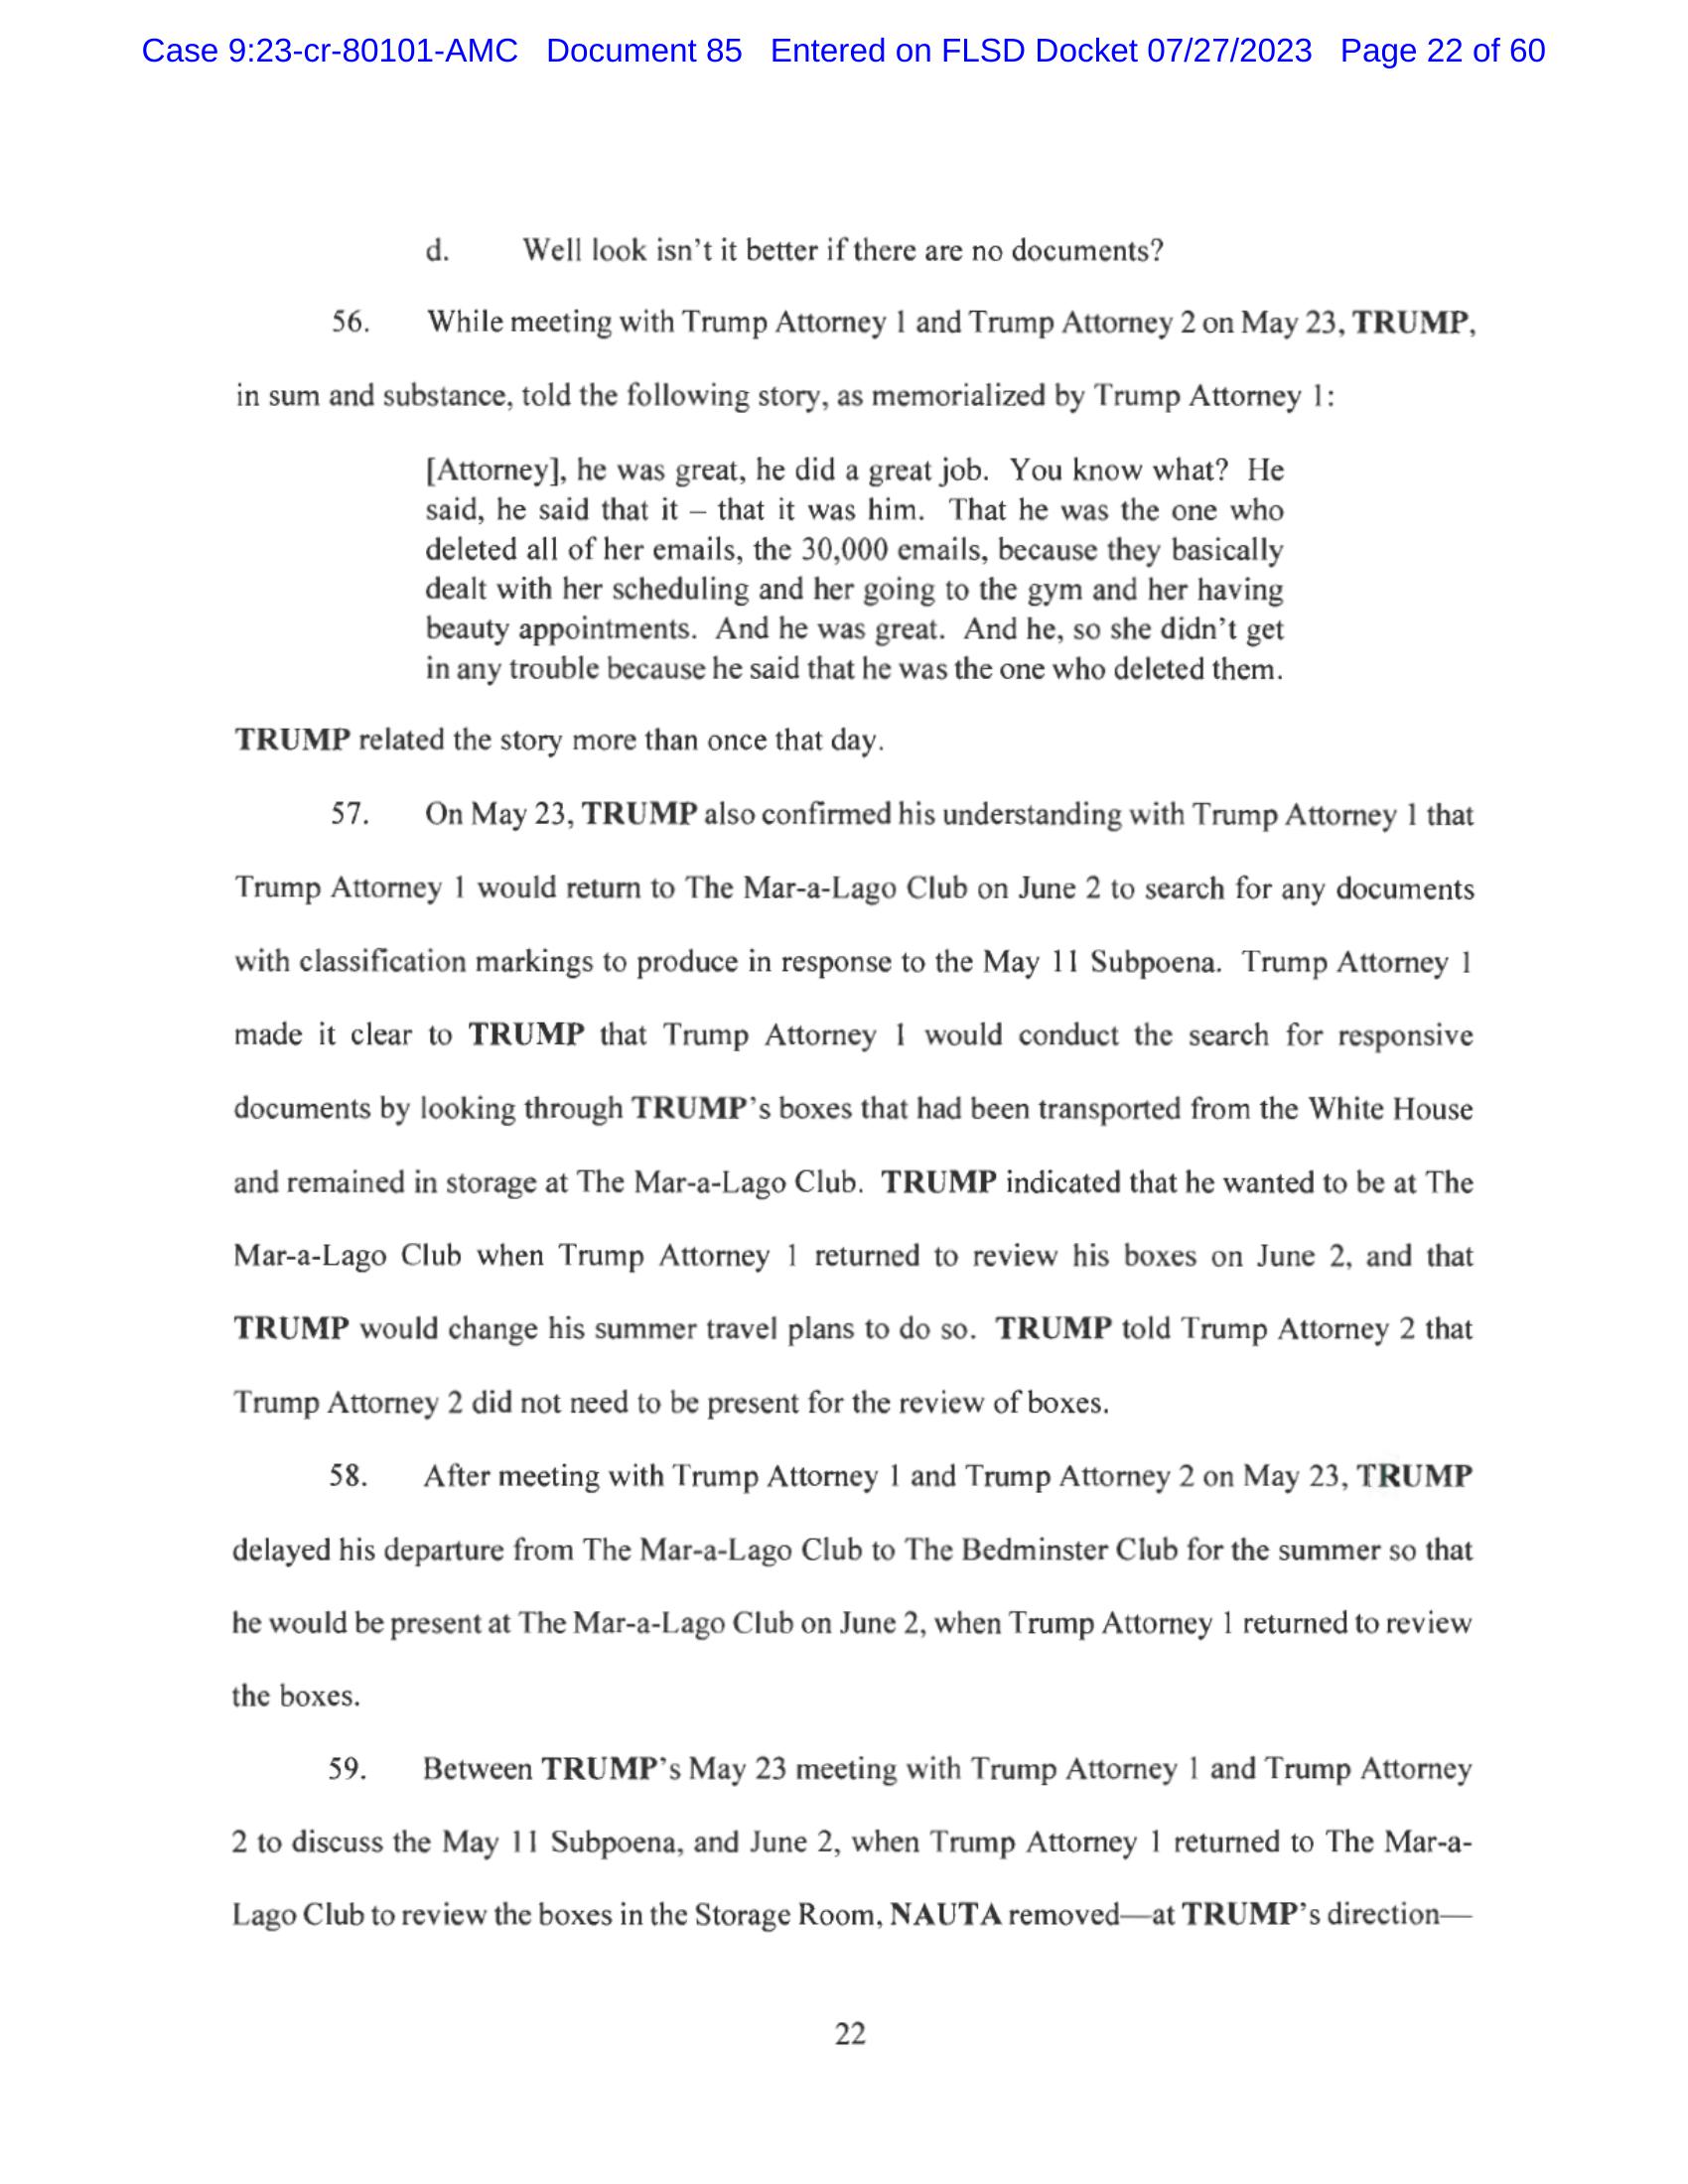 Case 9:23-cr-80101-AMC Document 85 Entered on FLSD Docket 07/27/2023 Page 22 of 60
d. Well look isn't it better if there are no documents?
56. While meeting with Trump Attorney 1 and Trump Attorney 2 on May 23, TRUMP,
in sum and substance, told the following story, as memorialized by Trump Attorney 1:
[Attorney], he was great, he did a great job. You know what? He
said, he said that it – that it was him. That he was the one who
deleted all of her emails, the 30,000 emails, because they basically
dealt with her scheduling and her going to the gym and her having
beauty appointments. And he was great. And he, so she didn't get
in any trouble because he said that he was the one who deleted them.
TRUMP related the story more than once that day.
57. On May 23, TRUMP also confirmed his understanding with Trump Attorney 1 that
Trump Attorney 1 would return to The Mar-a-Lago Club on June 2 to search for any documents
with classification markings to produce in response to the May 11 Subpoena. Trump Attorney 1
made it clear to TRUMP that Trump Attorney 1 would conduct the search for responsive
documents by looking through TRUMP's boxes that had been transported from the White House
and remained in storage at The Mar-a-Lago Club. TRUMP indicated that he wanted to be at The
Mar-a-Lago Club when Trump Attorney 1 returned to review his boxes on June 2, and that
TRUMP would change his summer travel plans to do so. TRUMP told Trump Attorney 2 that
Trump Attorney 2 did not need to be present for the review of boxes.
58. After meeting with Trump Attorney 1 and Trump Attorney 2 on May 23, TRUMP
delayed his departure from The Mar-a-Lago Club to The Bedminster Club for the summer so that
he would be present at The Mar-a-Lago Club on June 2, when Trump Attorney 1 returned to review
the boxes.
59. Between TRUMP's May 23 meeting with Trump Attorney 1 and Trump Attorney
2 to discuss the May 11 Subpoena, and June 2, when Trump Attorney 1 returned to The Mar-a-
Lago Club to review the boxes in the Storage Room, NAUTA removed—at TRUMP's direction—
22